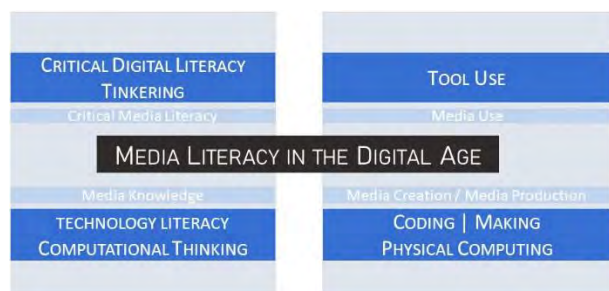 CRITICAL DIGITAL LITERACY
TINKERING
Critical Media Literacy
TOOL USE
Media Use
MEDIA LITERACY IN THE DIGITAL AGE
Media Knowledge
TECHNOLOGY LITERACY
COMPUTATIONAL THINKING
Media Creation / Media Production
CODING | MAKING
PHYSICAL COMPUTING